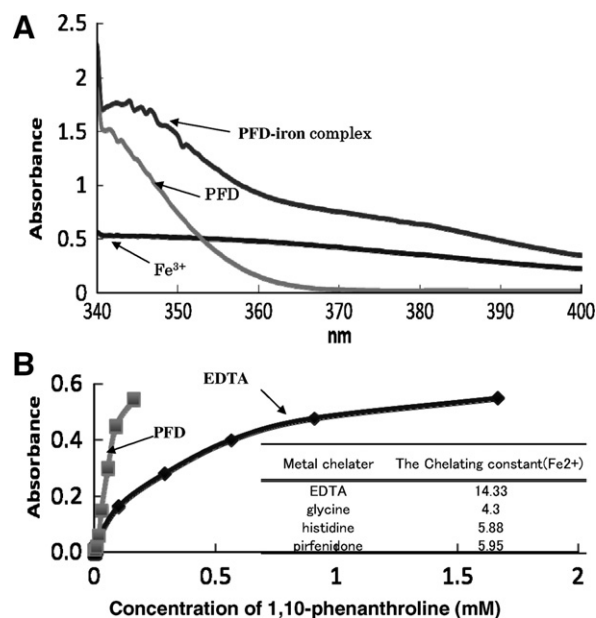 A
Absorbance
2.5
2
1.5
1
0.5
0
PFD-iron complex
PFD
Fe³⁺
340
350
360
370
380
390
400
nm
B
Absorbance
0.6
0.4
0.2
0.0
EDTA
PFD
Metal chelater The Chelating constant(Fe2+)
EDTA 14.33
glycine 4.3
histidine 5.88
pirfenidone 5.95
0
0.5
1
1.5
2
Concentration of 1,10-phenanthroline (mM)